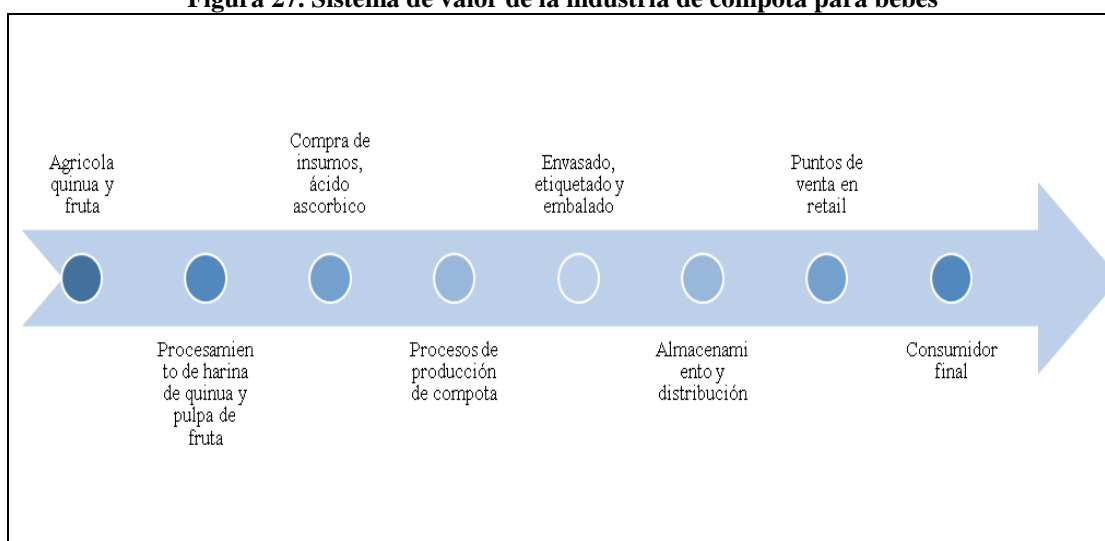 Figura 27. Sistema de valor de la industria de compota para bebés
Agricola
quinua y
fruta
Procesamien
to de harina
de quinua y
pulpa de
fruta
Compra de
insumos,
ácido
ascorbico
Procesos de
producción
de compota
Envasado,
etiquetado y
embalado
Almacenami
ento y
distribución
Puntos de
venta en
retail
Consumidor
final